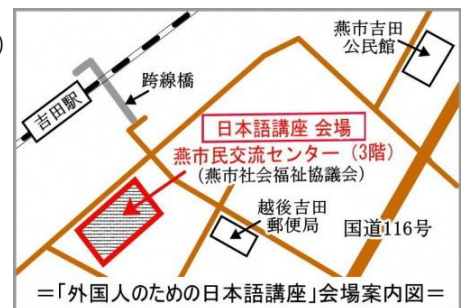 )
燕市吉田
公民館
跨線橋
吉田駅
日本語講座 会場
燕市民交流センター(3階)
(燕市社会福祉協議会)
越後吉田
郵便局
国道116号
=「外国人のための日本語講座」会場案内図=